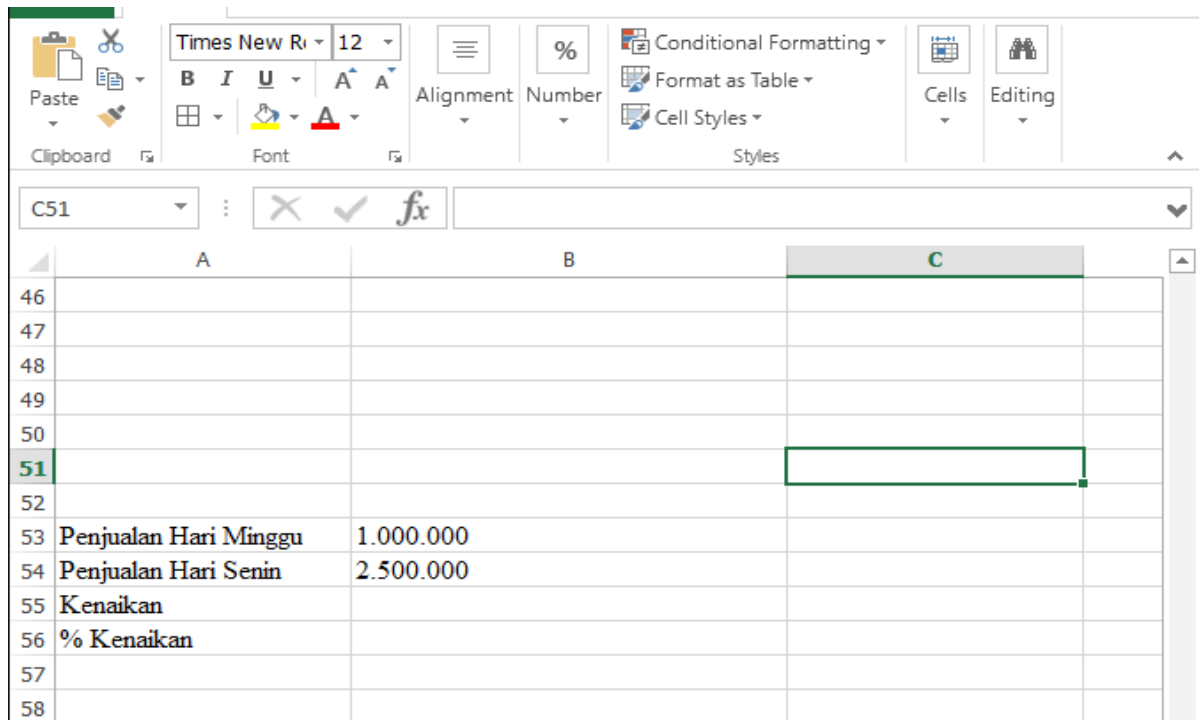 Times New R
12
Paste
B I U A A
Alignment
Number
%
Conditional Formatting
Format as Table
Cell Styles
Cells
Editing
Clipboard
Font
Styles
C51
fx
A B C
46
47
48
49
50
51
52
53 Penjualan Hari Minggu 1.000.000
54 Penjualan Hari Senin 2.500.000
55 Kenaikan
56 % Kenaikan
57
58